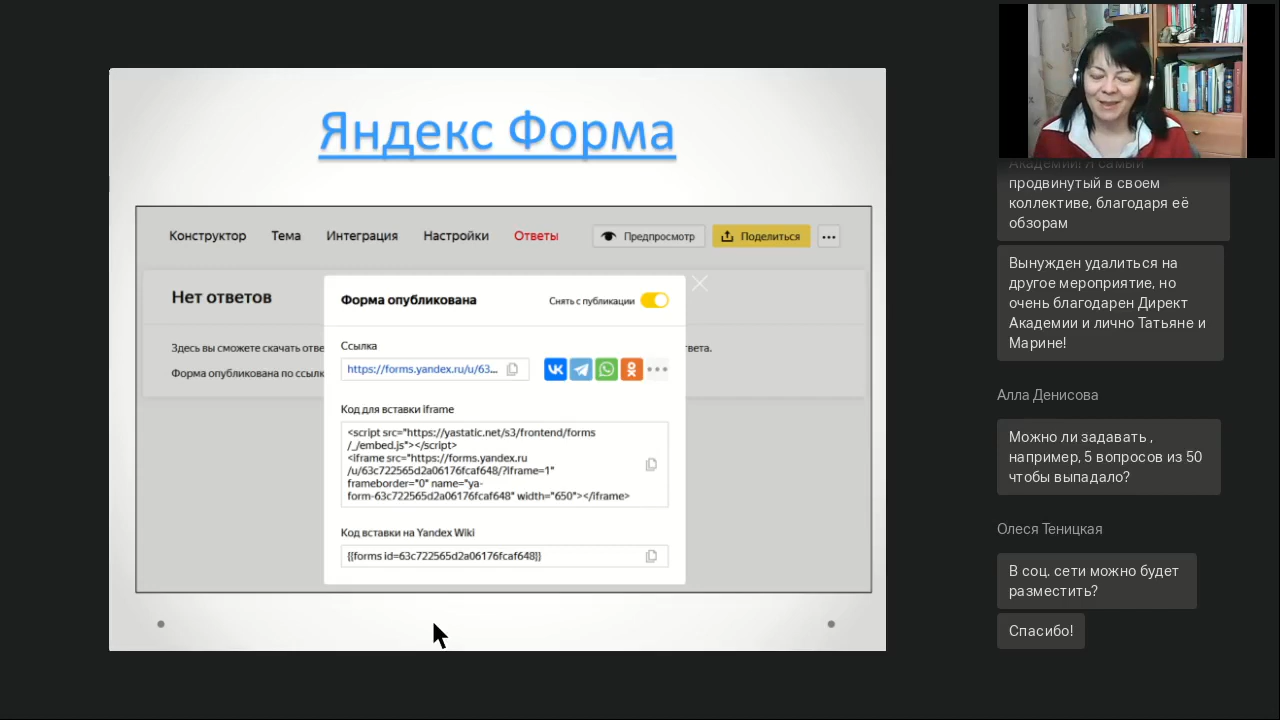 Яндекс Форма
Конструктор Тема Интеграция Настройки Ответы Предпросмотр Поделиться
Нет ответов
Здесь вы сможете скачать отве
Форма опубликована по ссылк
вета.
Форма опубликована
Снять с публикации
Ссылка
https://forms.yandex.ru/u/63...
Код для вставки iframe
<script src="https://yastatic.net/s3/frontend/forms
/_/embed.js"></script>
<iframe src="https://forms.yandex.ru
/u/63c722565d2a06176fcaf648/?iframe=1"
frameborder="0" name="ya-
form-63c722565d2a06176fcaf648" width="650"></iframe>
Код вставки на Yandex Wiki
{{forms id=63c722565d2a06176fcaf648}}
Академии! Я самый
продвинутый в своем
коллективе, благодаря её
обзорам
Вынужден удалиться на
другое мероприятие, но
очень благодарен Директ
Академии и лично Татьяне и
Марине!
Алла Денисова
Можно ли задавать ,
например, 5 вопросов из 50
чтобы выпадало?
Олеся Теницкая
В соц. сети можно будет
разместить?
Спасибо!